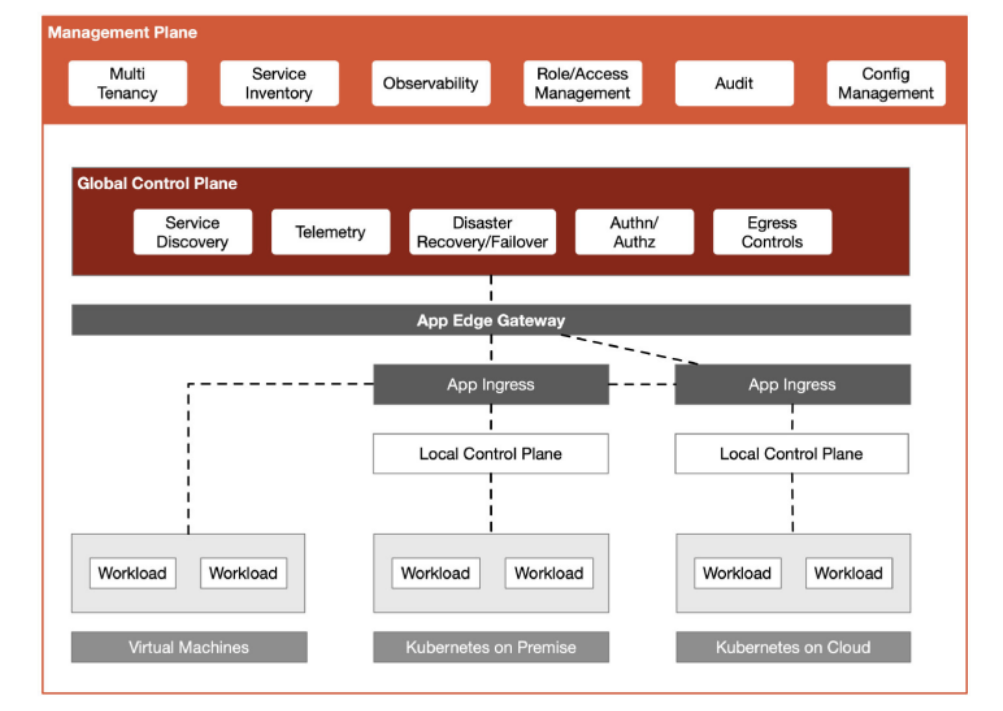 Management Plane
Multi
Tenancy
Service
Inventory
Observability
Role/Access
Management
Audit
Config
Management
Global Control Plane
Service
Discovery
Telemetry
Disaster
Recovery/Failover
Authn/
Authz
Egress
Controls
App Edge Gateway
App Ingress
App Ingress
Local Control Plane
Local Control Plane
Workload
Workload
Workload
Workload
Workload
Workload
Virtual Machines
Kubernetes on Premise
Kubernetes on Cloud